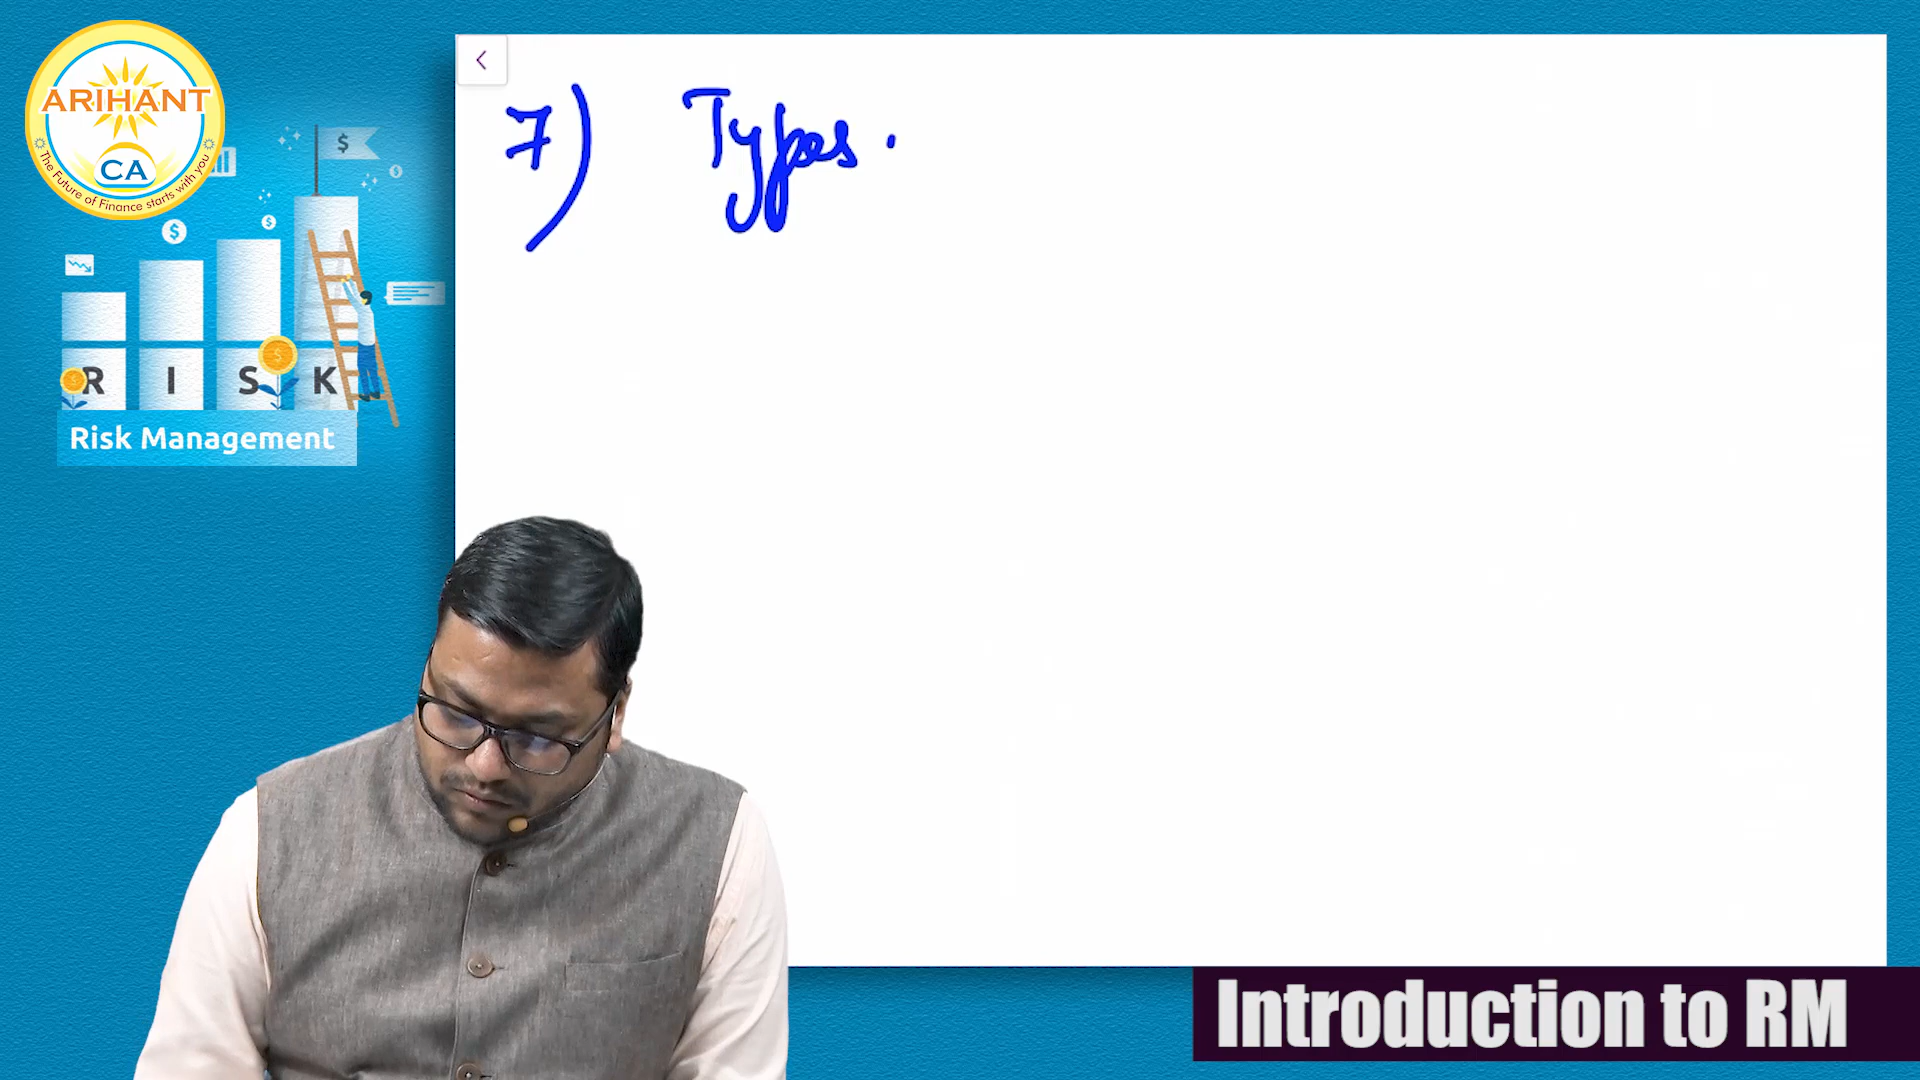 ARIHANT
CA
The Future of Finance starts with you
R I S K
Risk Management
7) Types.
Introduction to RM